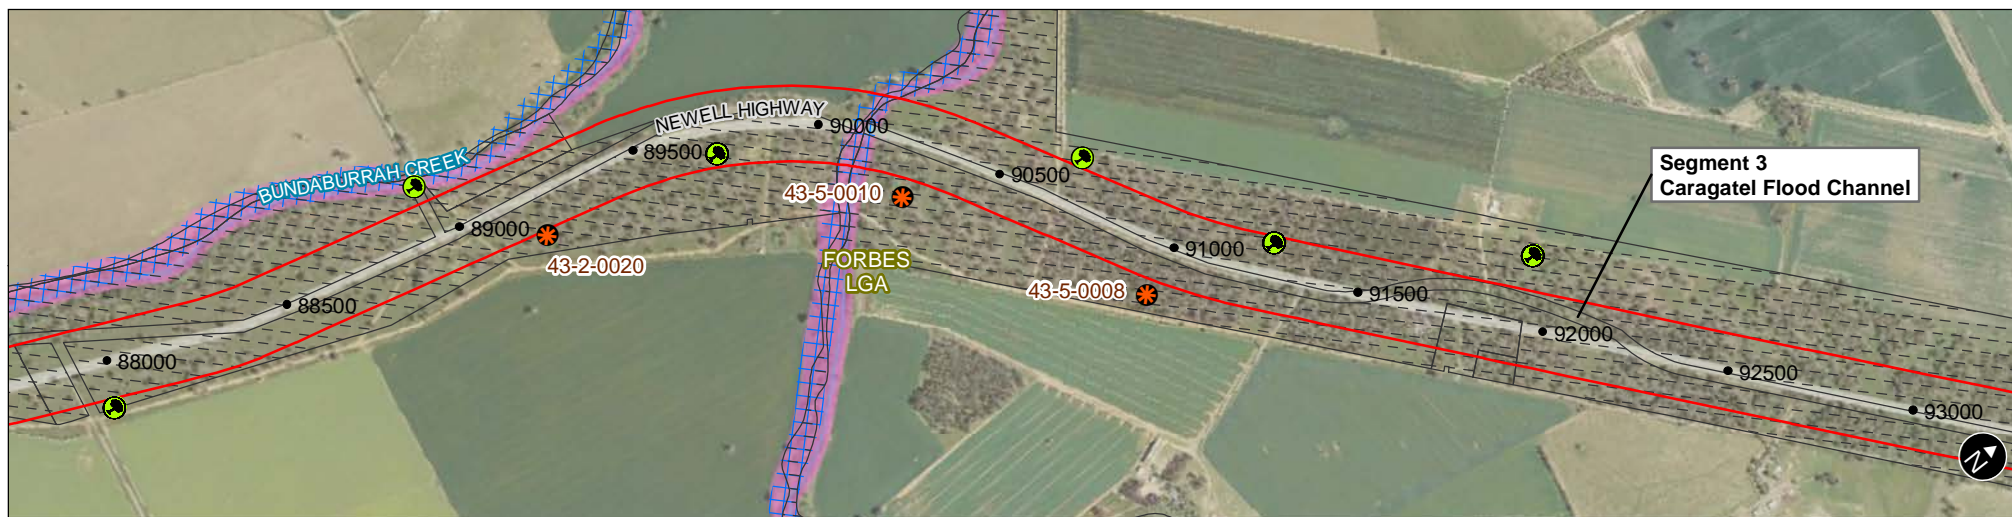 NEWELL HIGHWAY
90000
89500
BUNDABURRAH CREEK
90500
Segment 3
Caragatel Flood Channel
43-5-0010
89000
43-2-0020
91000
FORBES
LGA
43-5-0008
91500
88500
92000
88000
92500
93000
N